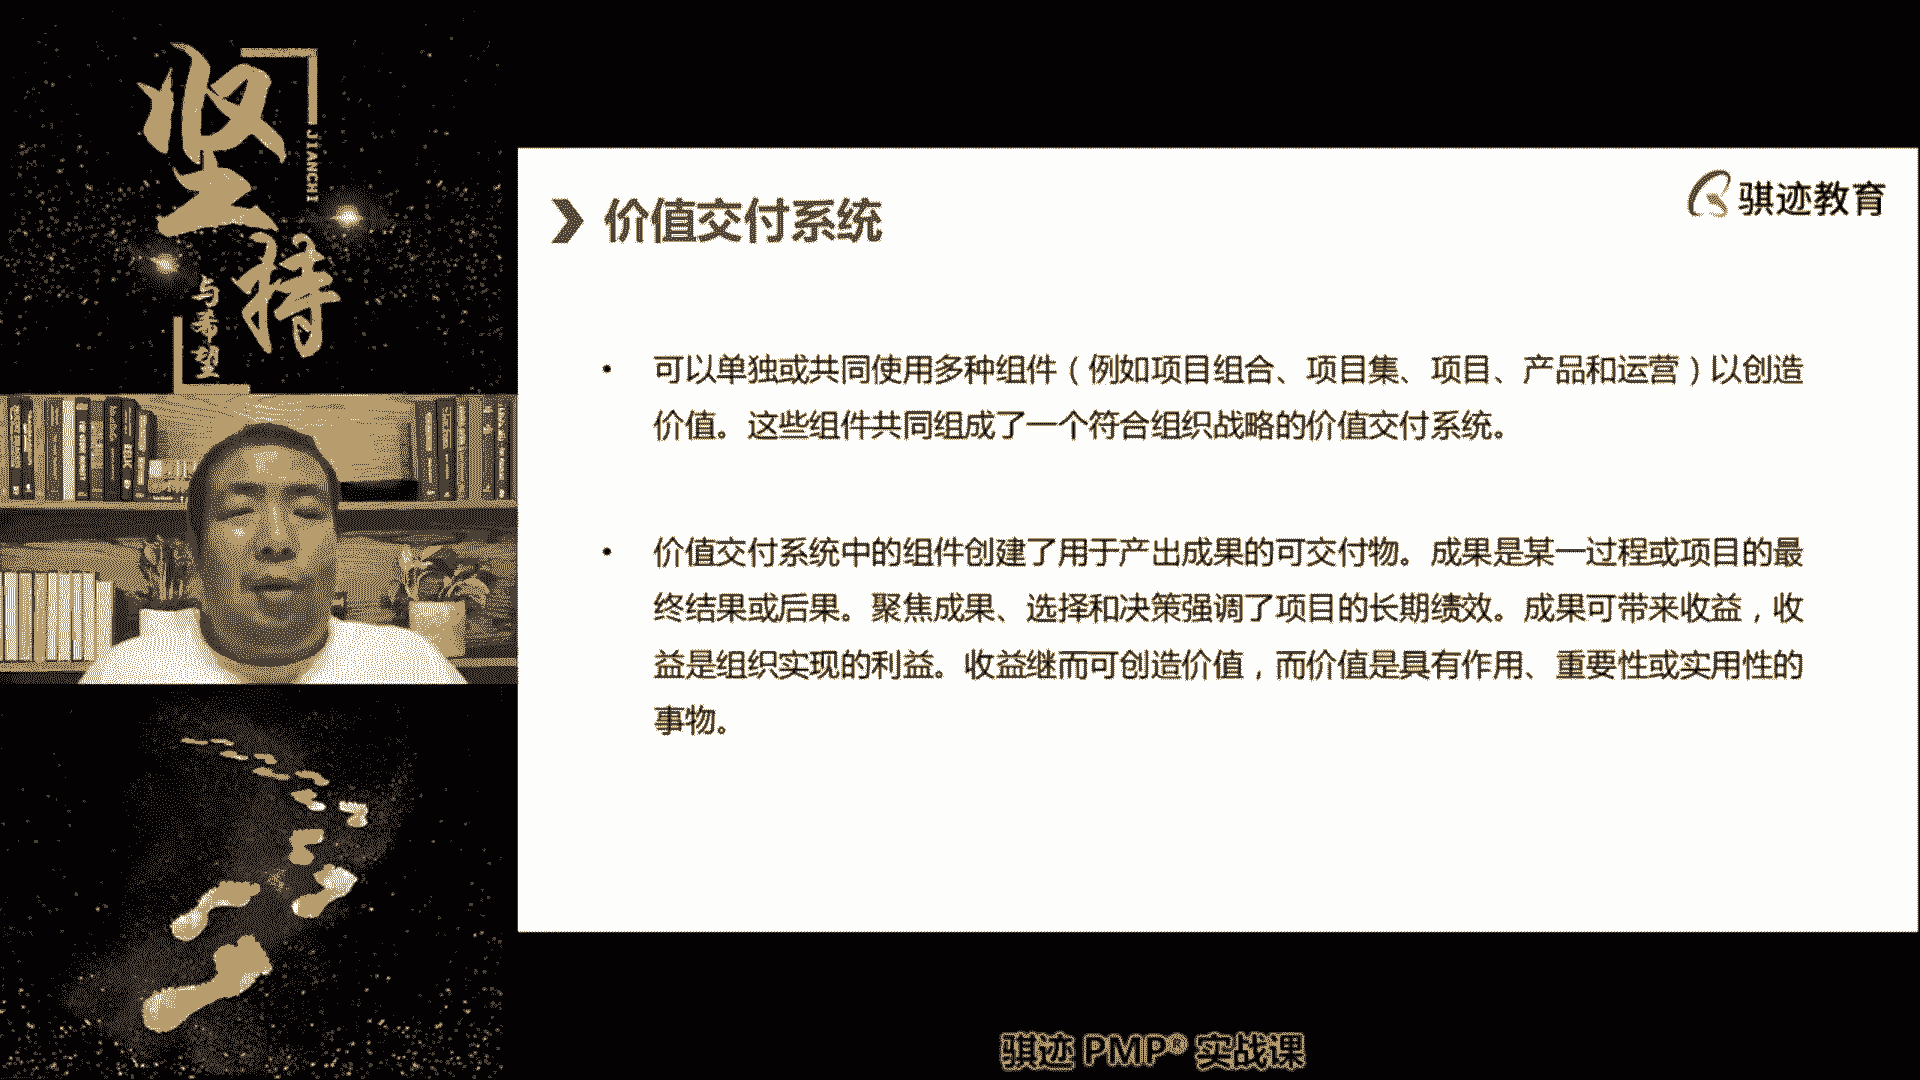 坚持
JIANCHI
与希望
骐迹教育
价值交付系统
• 可以单独或共同使用多种组件（例如项目组合、项目集、项目、产品和运营）以创造
价值。这些组件共同组成了一个符合组织战略的价值交付系统。
• 价值交付系统中的组件创建了用于产出成果的可交付物。成果是某一过程或项目的最
终结果或后果。聚焦成果、选择和决策强调了项目的长期绩效。成果可带来收益，收
益是组织实现的利益。收益继而可创造价值，而价值是具有作用、重要性或实用性的
事物。
骐迹 PMP® 实战课